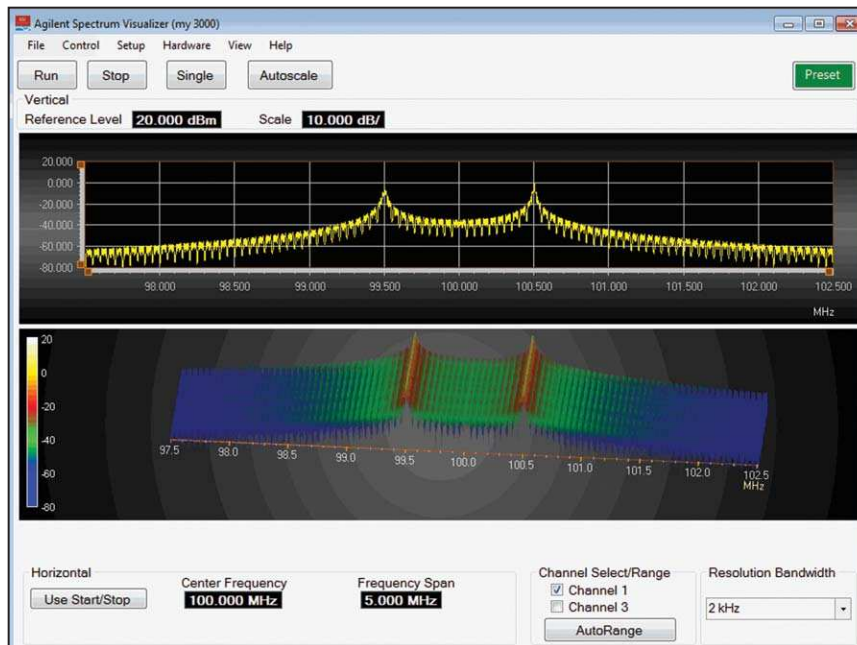 Agilent Spectrum Visualizer (my 3000)
File Control Setup Hardware View Help
Run Stop Single Autoscale Preset
Vertical
Reference Level 20.000 dBm Scale 10.000 dB/
20.000
0.000
-20.000
-40.000
-60.000
-80.000
98.000 98.500 99.000 99.500 100.000 100.500 101.000 101.500 102.000 102.500
MHz
20
0
-20
-40
-60
-80
97.5 98.0 98.5 99.0 99.5 100.0 100.5 101.0 101.5 102.0 102.5
MHz
Horizontal
Use Start/Stop
Center Frequency
100.000 MHz
Frequency Span
5.000 MHz
Channel Select/Range
Channel 1
Channel 3
AutoRange
Resolution Bandwidth
2 kHz